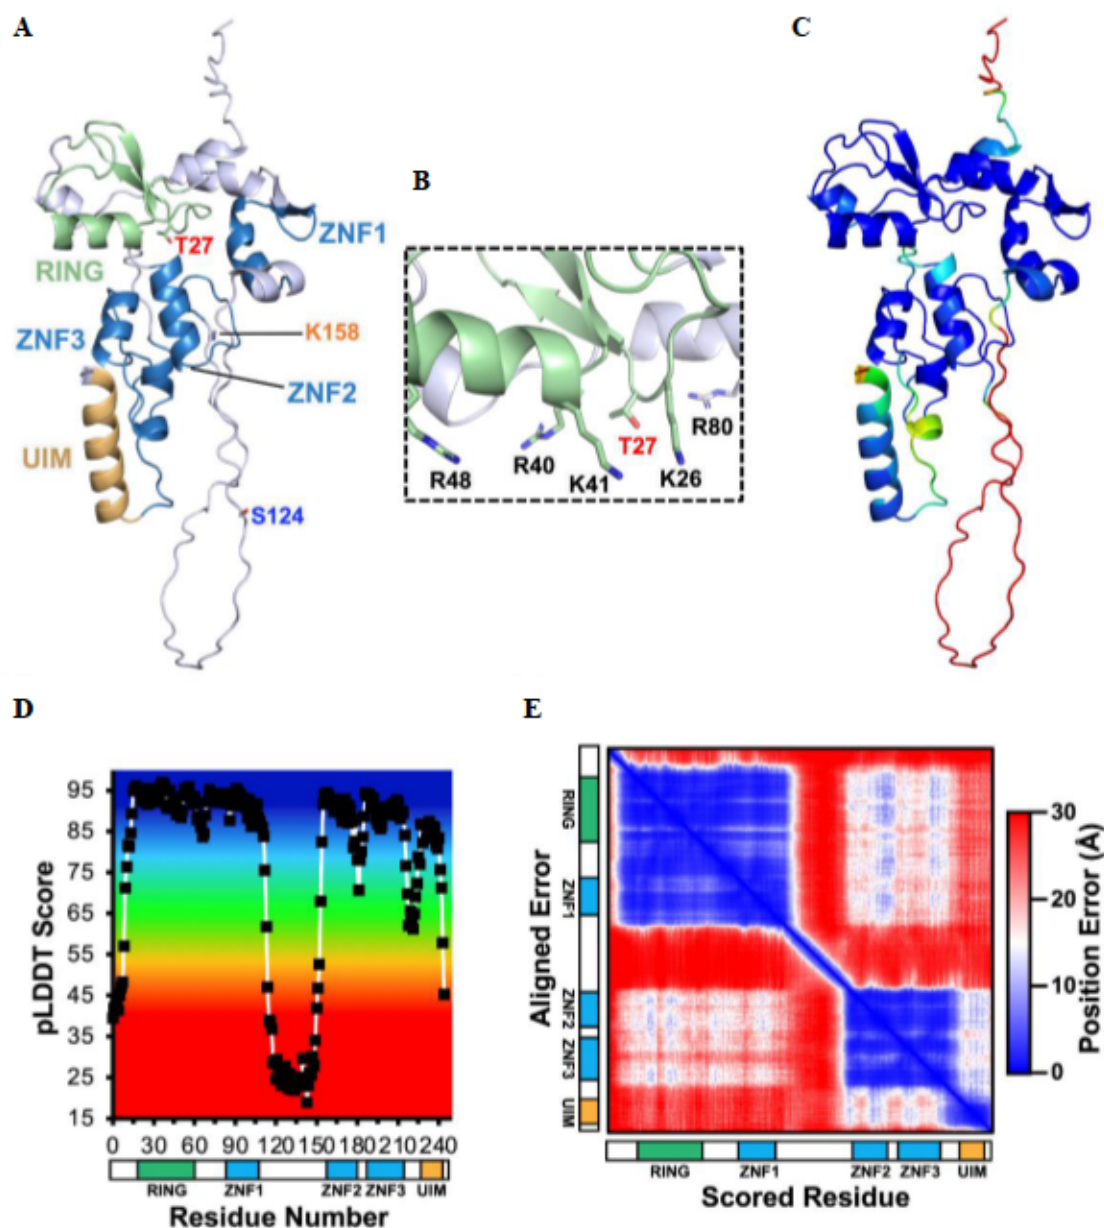 A
C
ZNF1
T27
RING
B
K158
ZNF3
ZNF2
UIM
S124
R80
T27
R48
R40
K41
K26
D
E
pLDDT Score
95
85
75
65
55
45
35
25
15
0 30 60 90 120 150 180 210 240
RING ZNF1 ZNF2 ZNF3 UIM
Residue Number
Aligned Error
RING
ZNF1
ZNF2
ZNF3
UIM
RING ZNF1 ZNF2 ZNF3 UIM
Scored Residue
30
20
10
0
Position Error (Å)